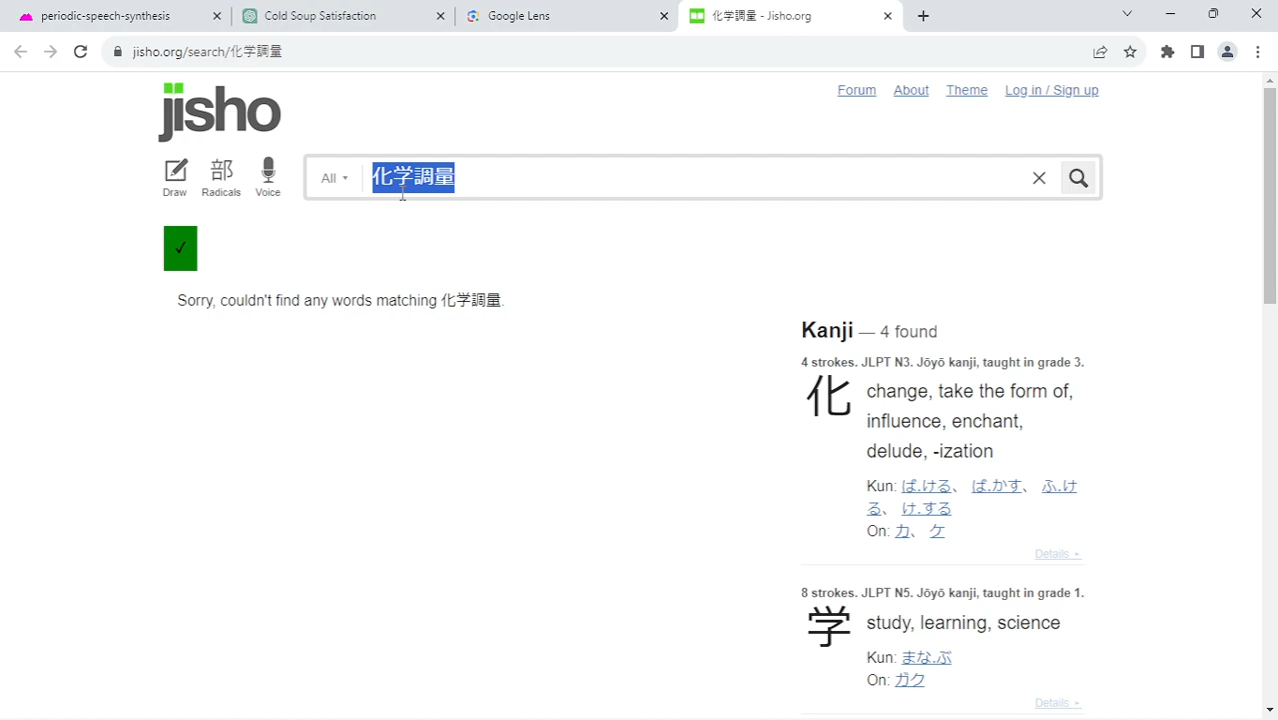 periodic-speech-synthesis
Cold Soup Satisfaction
Google Lens
化学調量 - Jisho.org
jisho.org/search/化学調量
jisho
Forum
About
Theme
Log in / Sign up
Draw
部
Radicals
Voice
All
化学調量
✓
Sorry, couldn't find any words matching 化学調量.
Kanji — 4 found
4 strokes. JLPT N3. Jōyō kanji, taught in grade 3.
化
change, take the form of,
influence, enchant,
delude, -ization
Kun: ば.ける、 ば.かす、 ふ.け
る、 け.する
On: カ、 ケ
Details
8 strokes. JLPT N5. Jōyō kanji, taught in grade 1.
学
study, learning, science
Kun: まな.ぶ
On: ガク
Details